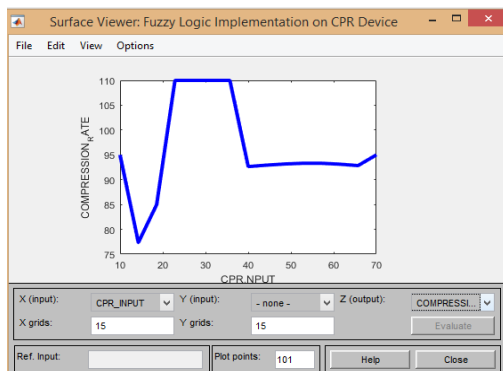 Surface Viewer: Fuzzy Logic Implementation on CPR Device
File Edit View Options
110
105
100
95
90
85
80
75
COMPRESSION_RATE
10 20 30 40 50 60 70
CPR_INPUT
X (input): CPR_INPUT Y (input): - none - Z (output): COMPRESSI...
X grids: 15 Y grids: 15 Evaluate
Ref. Input: Plot points: 101 Help Close